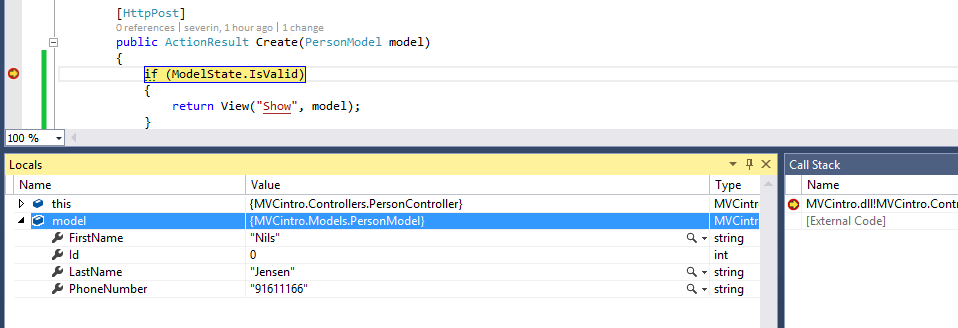 [HttpPost]
0 references | severin, 1 hour ago | 1 change
public ActionResult Create(PersonModel model)
{
if (ModelState.IsValid)
{
return View("Show", model);
}
100 %
Locals
Name Value Type
this {MVCintro.Controllers.PersonController} MVCintr
model {MVCintro.Models.PersonModel} MVCintr
FirstName "Nils" string
Id 0 int
LastName "Jensen" string
PhoneNumber "91611166" string
Call Stack
Name
MVCintro.dll!MVCintro.Contr
[External Code]